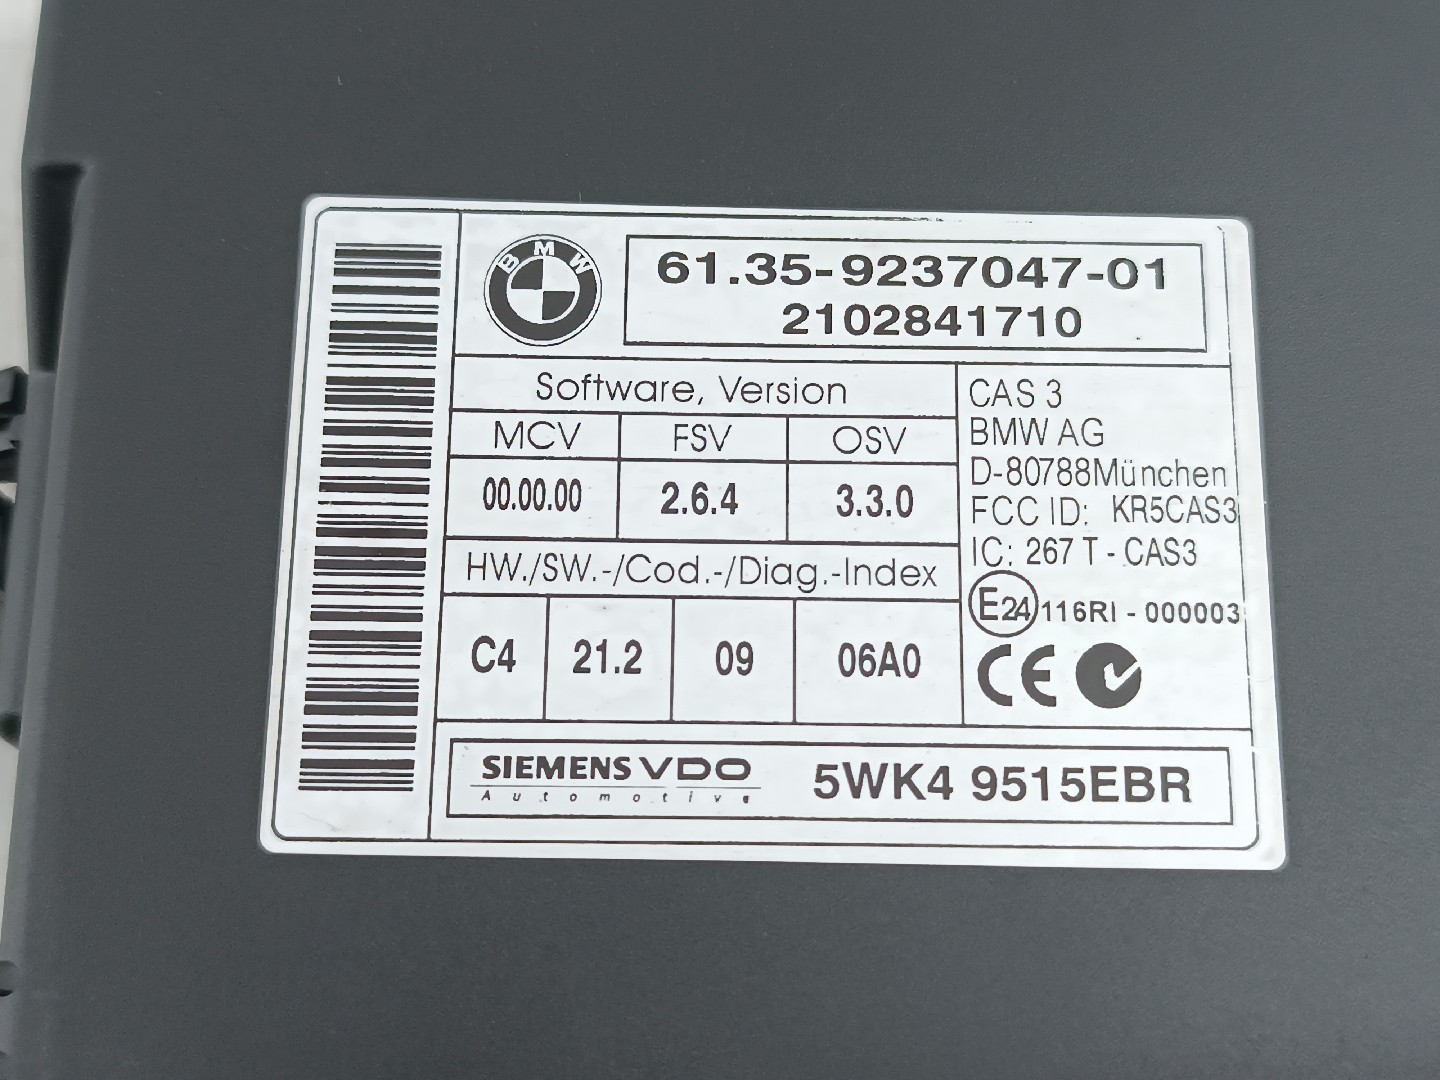 BMW
61.35-9237047-01
2102841710
Software, Version
MCV FSV OSV
00.00.00 2.6.4 3.3.0
HW./SW.-/Cod.-/Diag.-Index
C4 21.2 09 06A0
CAS 3
BMW AG
D-80788München
FCC ID: KR5CAS3
IC: 267 T - CAS3
E24 116RI - 000003
CE
SIEMENS VDO
Automotive
5WK4 9515EBR